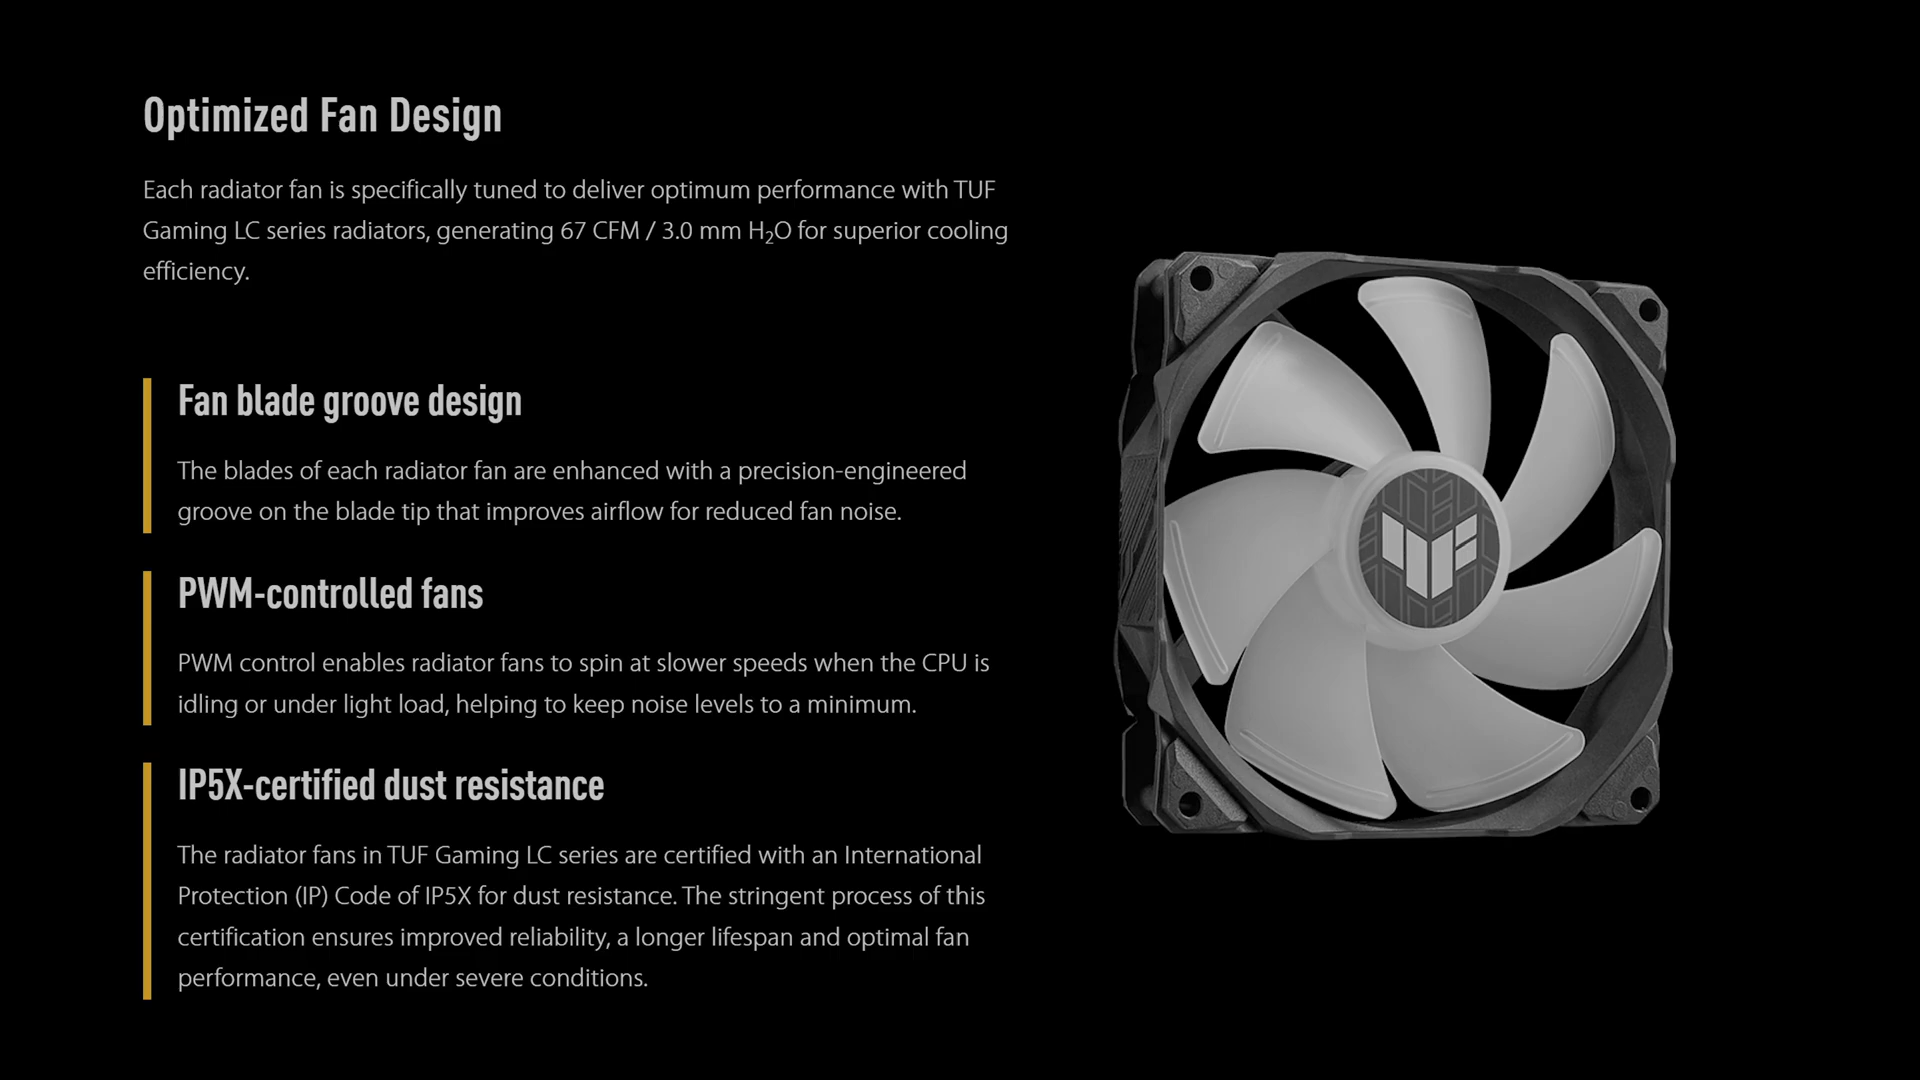 Optimized Fan Design
Each radiator fan is specifically tuned to deliver optimum performance with TUF
Gaming LC series radiators, generating 67 CFM / 3.0 mm H₂O for superior cooling
efficiency.
Fan blade groove design
The blades of each radiator fan are enhanced with a precision-engineered
groove on the blade tip that improves airflow for reduced fan noise.
PWM-controlled fans
PWM control enables radiator fans to spin at slower speeds when the CPU is
idling or under light load, helping to keep noise levels to a minimum.
IP5X-certified dust resistance
The radiator fans in TUF Gaming LC series are certified with an International
Protection (IP) Code of IP5X for dust resistance. The stringent process of this
certification ensures improved reliability, a longer lifespan and optimal fan
performance, even under severe conditions.